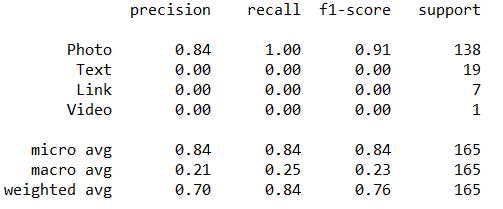 precision recall f1-score support
Photo 0.84 1.00 0.91 138
Text 0.00 0.00 0.00 19
Link 0.00 0.00 0.00 7
Video 0.00 0.00 0.00 1
micro avg 0.84 0.84 0.84 165
macro avg 0.21 0.25 0.23 165
weighted avg 0.70 0.84 0.76 165